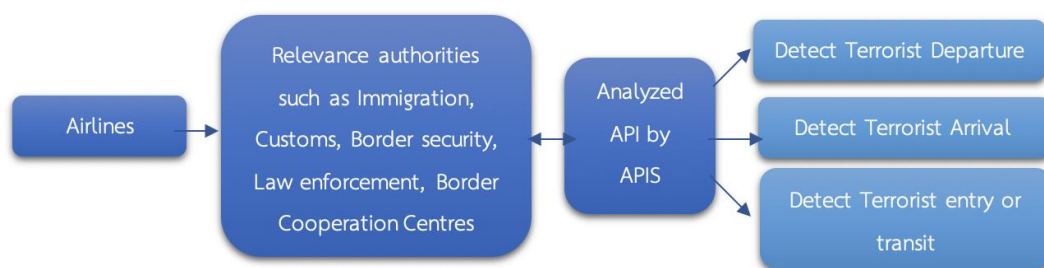 Airlines
Relevance authorities
such as Immigration,
Customs, Border security,
Law enforcement, Border
Cooperation Centres
Analyzed
API by
APIS
Detect Terrorist Departure
Detect Terrorist Arrival
Detect Terrorist entry or
transit